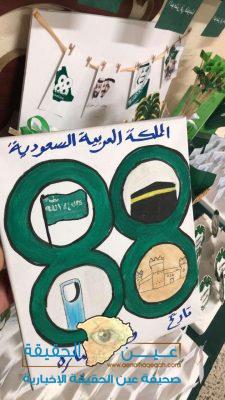 المملكة العربية السعودية
88
تاريخ
عين الحقيقة
www.aenalhaqeqah.com
صحيفة عين الحقيقة الإخبارية